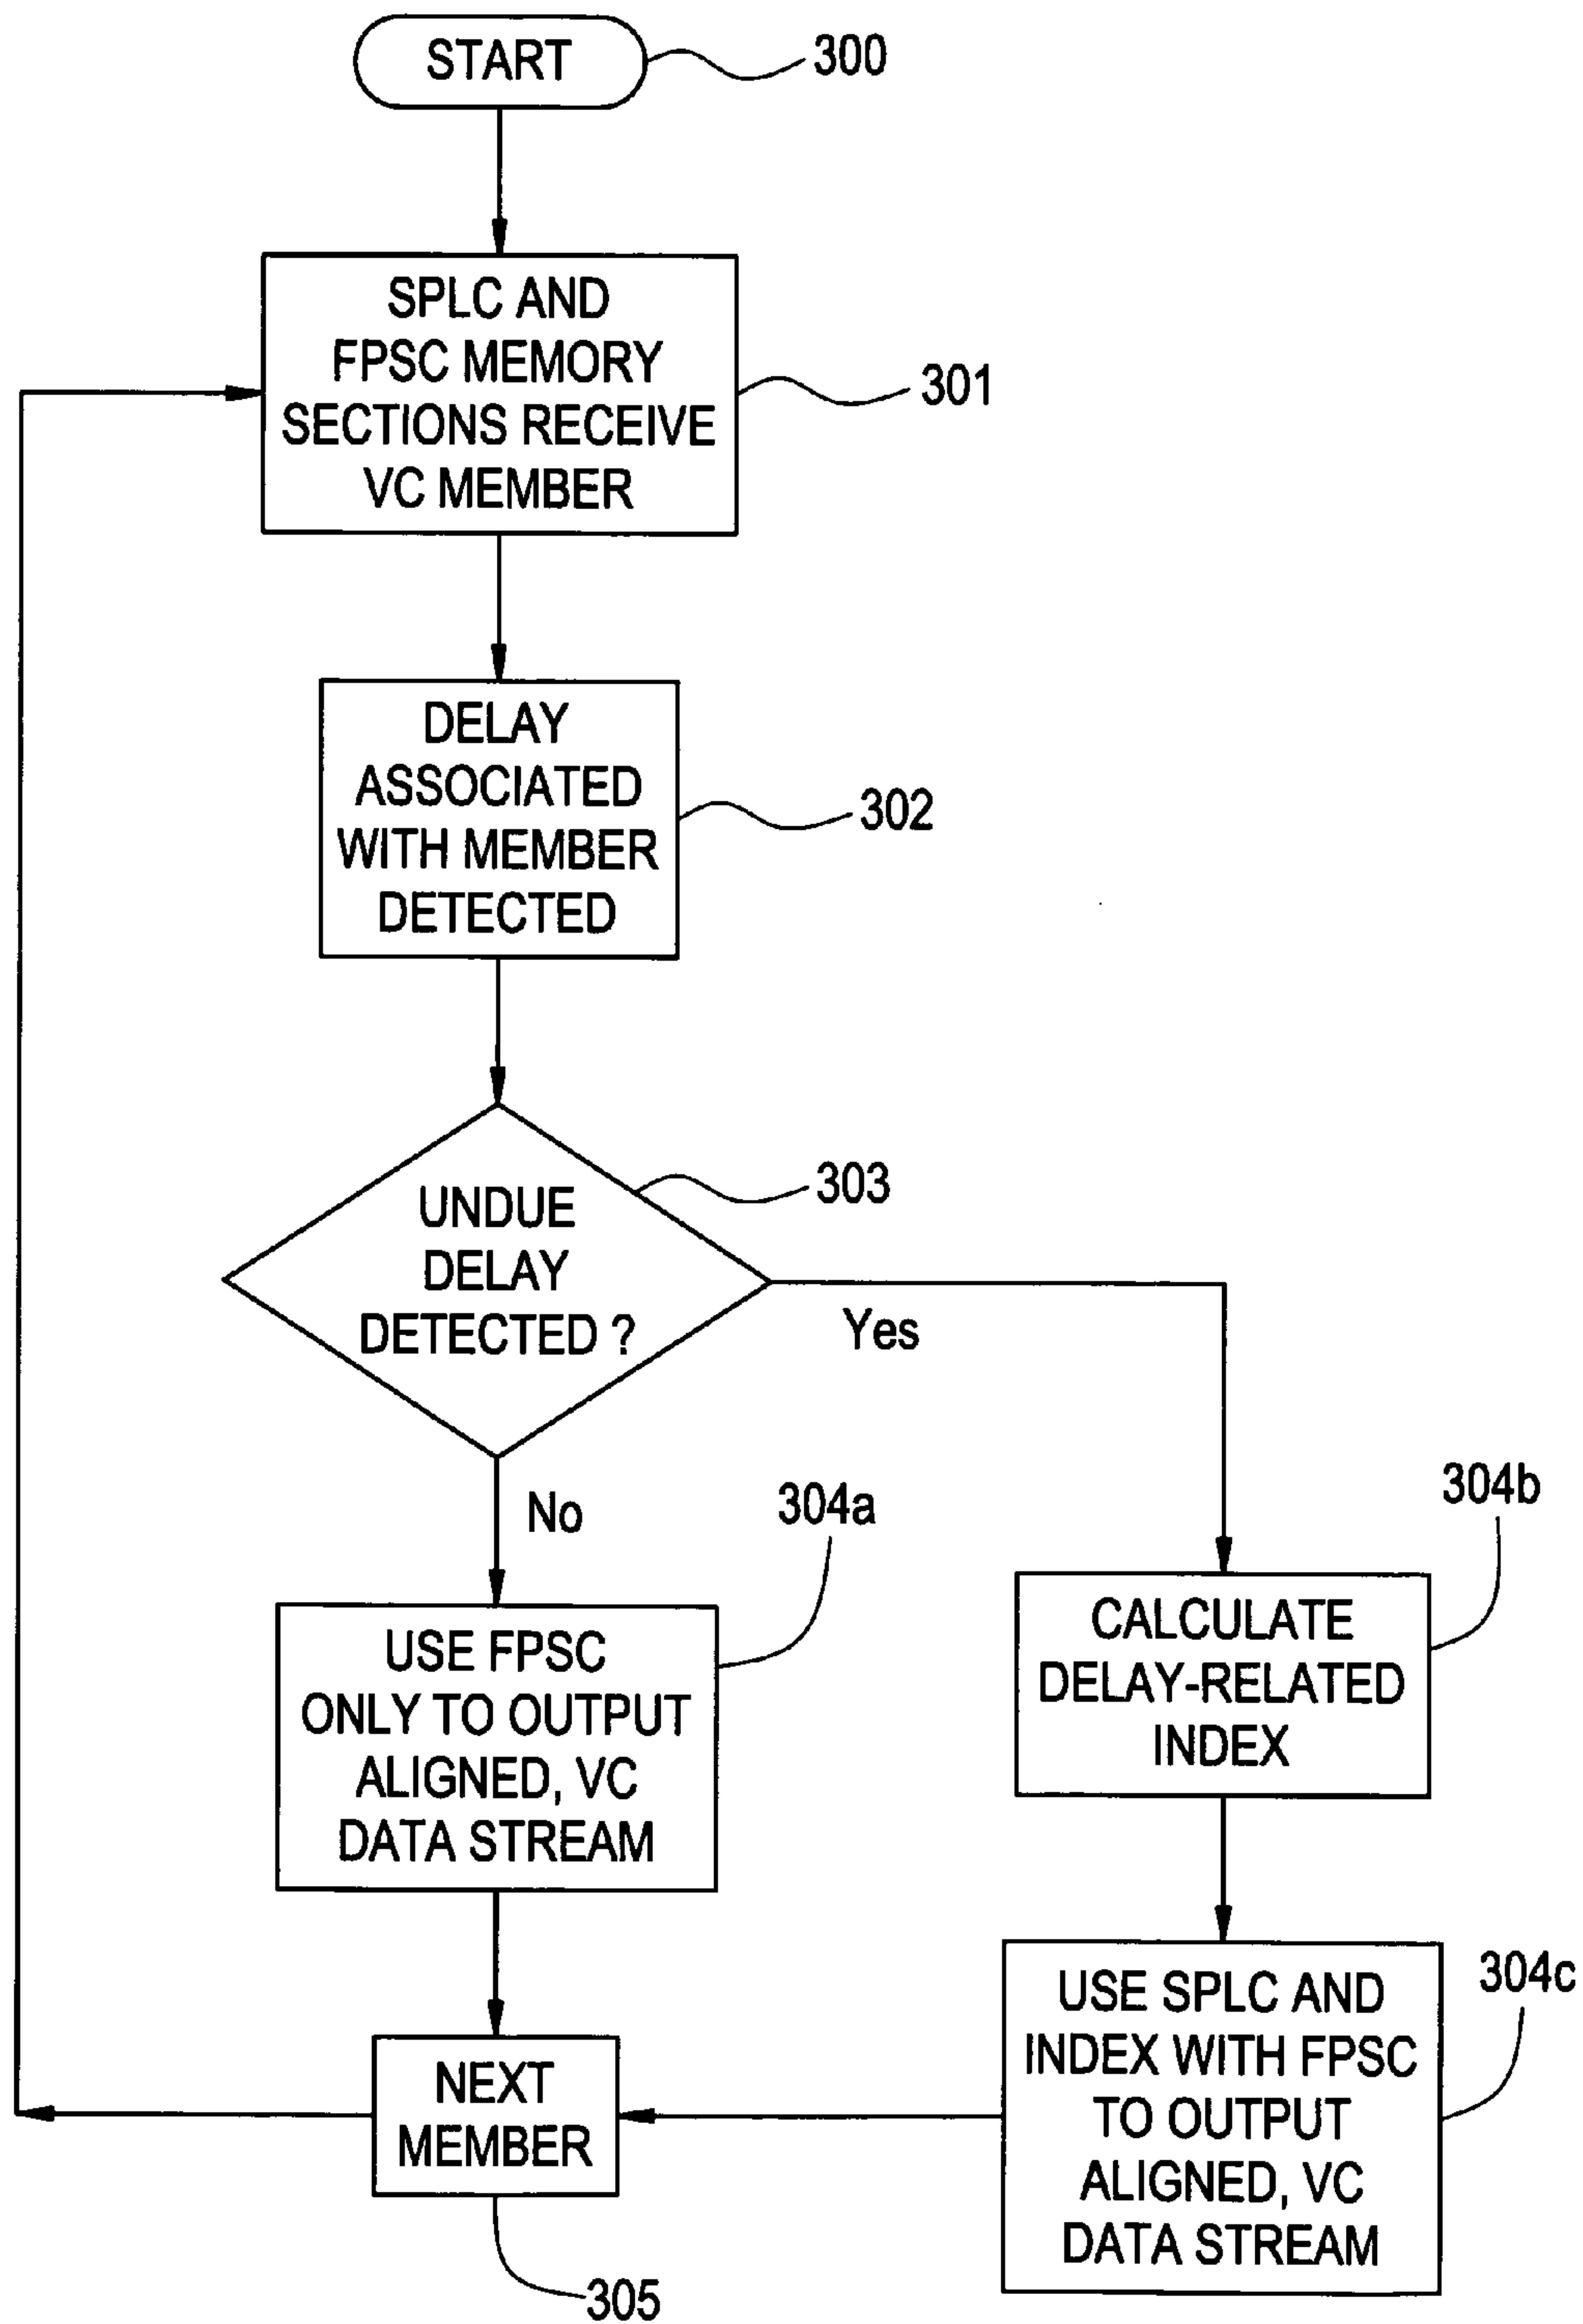 START
300
SPLC AND
FPSC MEMORY
SECTIONS RECEIVE
VC MEMBER
301
DELAY
ASSOCIATED
WITH MEMBER
DETECTED
302
UNDUE
DELAY
DETECTED ?
303
Yes
No
304a
USE FPSC
ONLY TO OUTPUT
ALIGNED, VC
DATA STREAM
304b
CALCULATE
DELAY-RELATED
INDEX
304c
USE SPLC AND
INDEX WITH FPSC
TO OUTPUT
ALIGNED, VC
DATA STREAM
NEXT
MEMBER
305